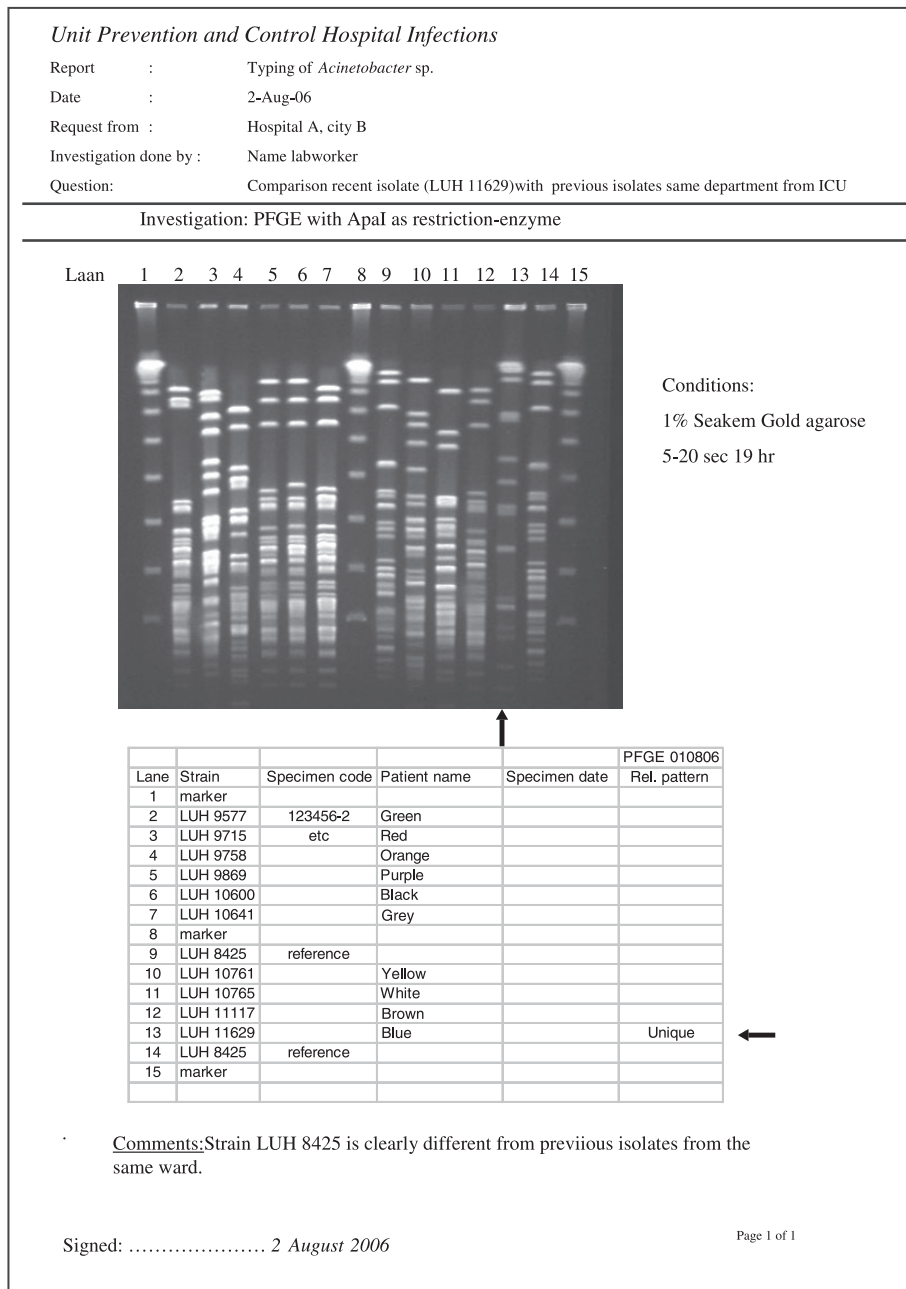 Unit Prevention and Control Hospital Infections
Report : Typing of Acinetobacter sp.
Date : 2-Aug-06
Request from : Hospital A, city B
Investigation done by : Name labworker
Question: Comparison recent isolate (LUH 11629)with previous isolates same department from ICU
Investigation: PFGE with ApaI as restriction-enzyme
Laan 1 2 3 4 5 6 7 8 9 10 11 12 13 14 15
Conditions:
1% Seakem Gold agarose
5-20 sec 19 hr
PFGE 010806
Lane Strain Specimen code Patient name Specimen date Rel. pattern
1 marker
2 LUH 9577 123456-2 Green
3 LUH 9715 etc Red
4 LUH 9758 Orange
5 LUH 9869 Purple
6 LUH 10600 Black
7 LUH 10641 Grey
8 marker
9 LUH 8425 reference
10 LUH 10761 Yellow
11 LUH 10765 White
12 LUH 11117 Brown
13 LUH 11629 Blue Unique
14 LUH 8425 reference
15 marker
Comments:Strain LUH 8425 is clearly different from previious isolates from the
same ward.
Signed: ..................... 2 August 2006
Page 1 of 1